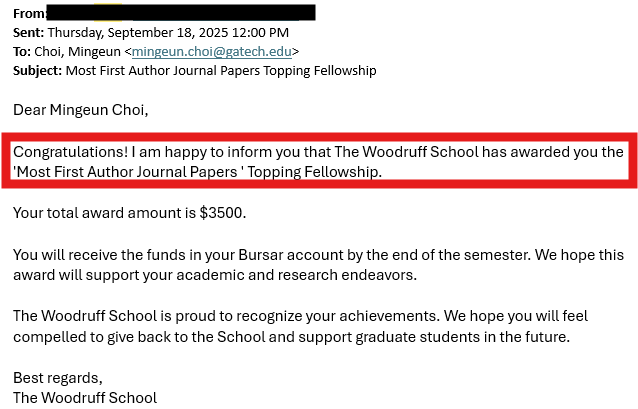 From:
Sent: Thursday, September 18, 2025 12:00 PM
To: Choi, Mingeun <mingeun.choi@gatech.edu>
Subject: Most First Author Journal Papers Topping Fellowship
Dear Mingeun Choi,
Congratulations! I am happy to inform you that The Woodruff School has awarded you the
'Most First Author Journal Papers ' Topping Fellowship.
Your total award amount is $3500.
You will receive the funds in your Bursar account by the end of the semester. We hope this
award will support your academic and research endeavors.
The Woodruff School is proud to recognize your achievements. We hope you will feel
compelled to give back to the School and support graduate students in the future.
Best regards,
The Woodruff School